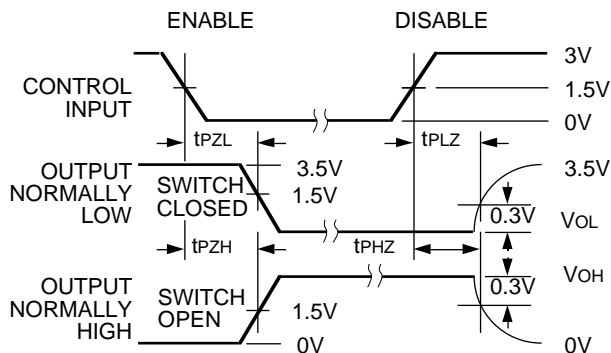 ENABLE DISABLE
3V
CONTROL INPUT
1.5V
0V
tPZL tPLZ
OUTPUT NORMALLY LOW
SWITCH CLOSED
3.5V
1.5V
3.5V
0.3V
VOL
tPZH tPHZ
OUTPUT NORMALLY HIGH
SWITCH OPEN
1.5V
0V
VOH
0.3V
0V